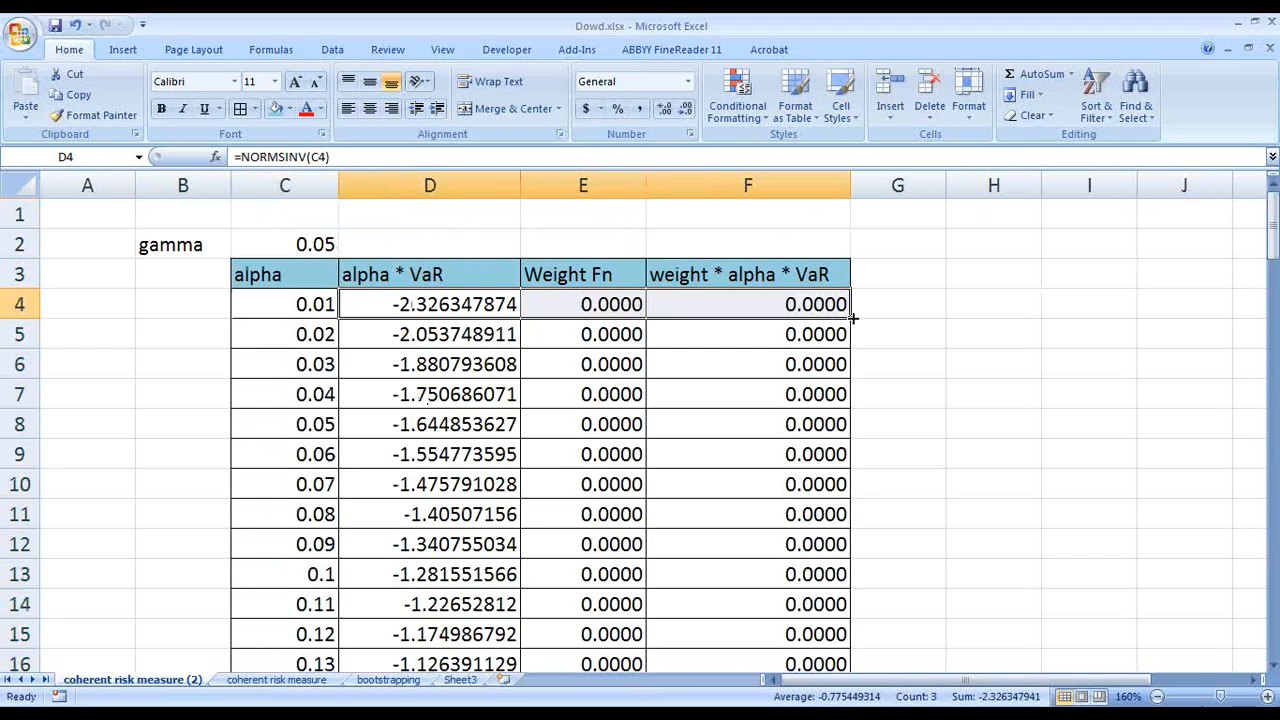 Dowd.xlsx - Microsoft Excel
Home Insert Page Layout Formulas Data Review View Developer Add-Ins ABBYY FineReader 11 Acrobat
Paste Cut Copy Format Painter Clipboard
Calibri 11 B I U A Font
Wrap Text Merge & Center Alignment
General $ % , Number
Conditional Formatting Format as Table Cell Styles Styles
Insert Delete Format Cells
AutoSum Fill Clear Sort & Filter Find & Select Editing
D4 fx =NORMSINV(C4)
A B C D E F G H I J
1
2 gamma 0.05
3 alpha alpha * VaR Weight Fn weight * alpha * VaR
4 0.01 -2.326347874 0.0000 0.0000
5 0.02 -2.053748911 0.0000 0.0000
6 0.03 -1.880793608 0.0000 0.0000
7 0.04 -1.750686071 0.0000 0.0000
8 0.05 -1.644853627 0.0000 0.0000
9 0.06 -1.554773595 0.0000 0.0000
10 0.07 -1.475791028 0.0000 0.0000
11 0.08 -1.40507156 0.0000 0.0000
12 0.09 -1.340755034 0.0000 0.0000
13 0.1 -1.281551566 0.0000 0.0000
14 0.11 -1.22652812 0.0000 0.0000
15 0.12 -1.174986792 0.0000 0.0000
16 0.13 -1.126391129 0.0000 0.0000
coherent risk measure (2) coherent risk measure bootstrapping Sheet3
Ready Average: -0.775449314 Count: 3 Sum: -2.326347941 160%